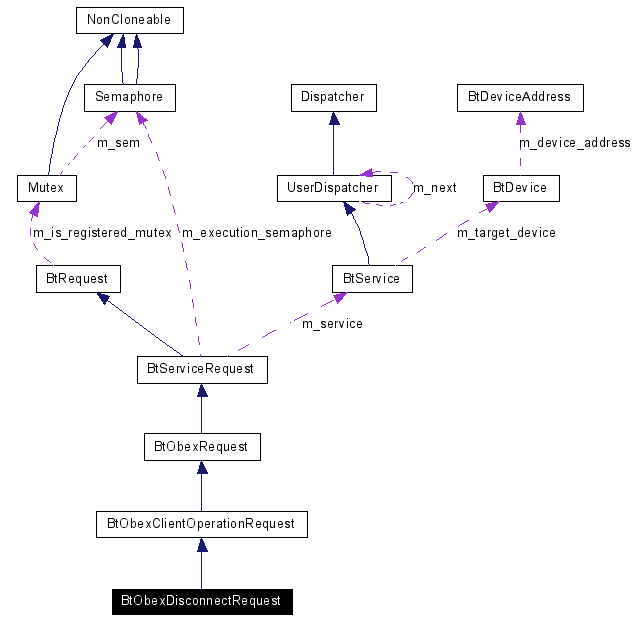 NonCloneable
Semaphore
Dispatcher
BtDeviceAddress
m_sem
m_device_address
Mutex
UserDispatcher
m_next
BtDevice
m_is_registered_mutex
m_execution_semaphore
m_target_device
BtRequest
BtService
m_service
BtServiceRequest
BtObexRequest
BtObexClientOperationRequest
BtObexDisconnectRequest